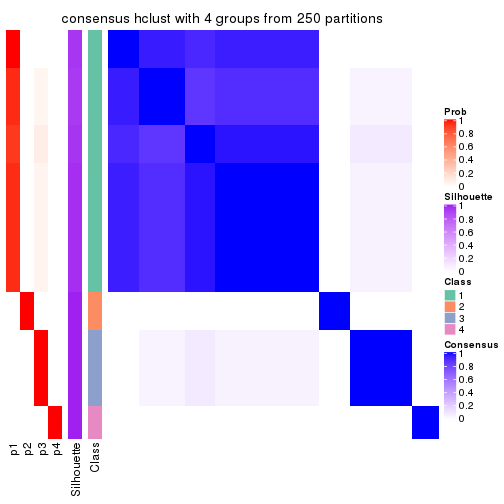 consensus hclust with 4 groups from 250 partitions
Prob
1
0.8
0.6
0.4
0.2
0
Silhouette
1
0.8
0.6
0.4
0.2
0
Class
1
2
3
4
Consensus
1
0.8
0.6
0.4
0.2
0
p1
p2
p3
p4
Silhouette
Class